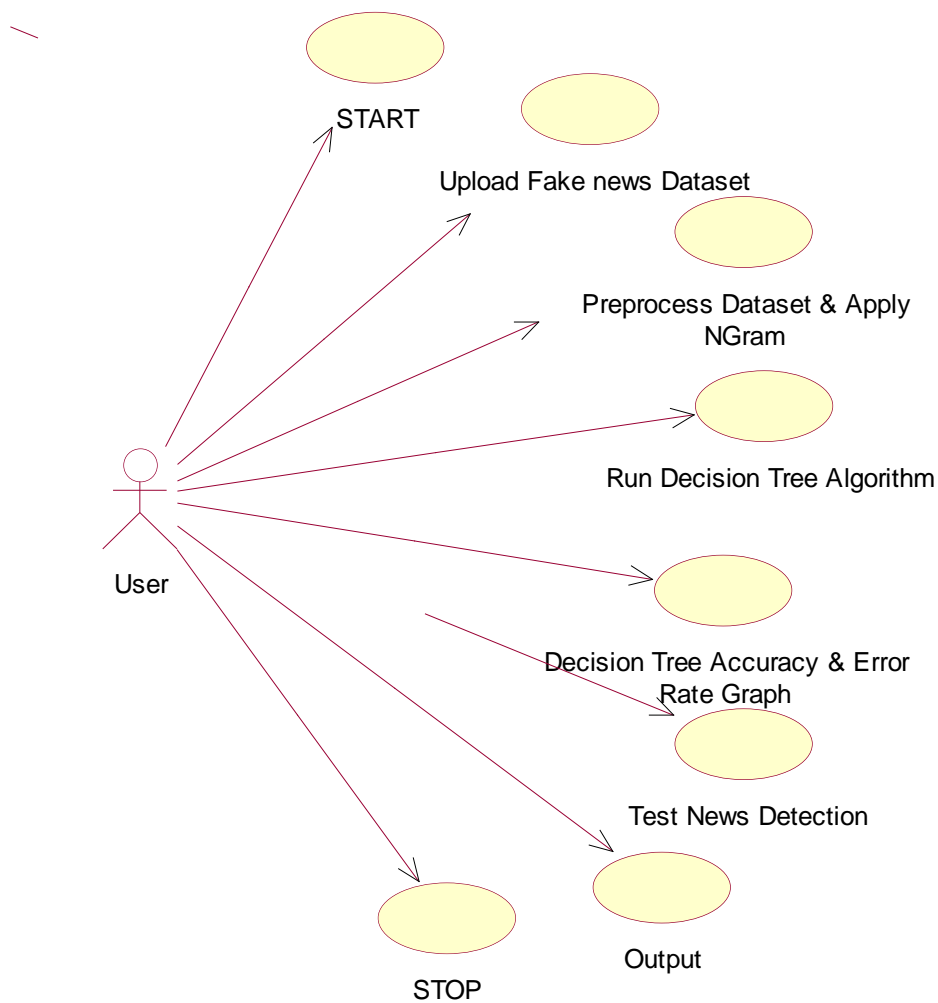 START
Upload Fake news Dataset
Preprocess Dataset & Apply
NGram
Run Decision Tree Algorithm
User
Decision Tree Accuracy & Error
Rate Graph
Test News Detection
Output
STOP